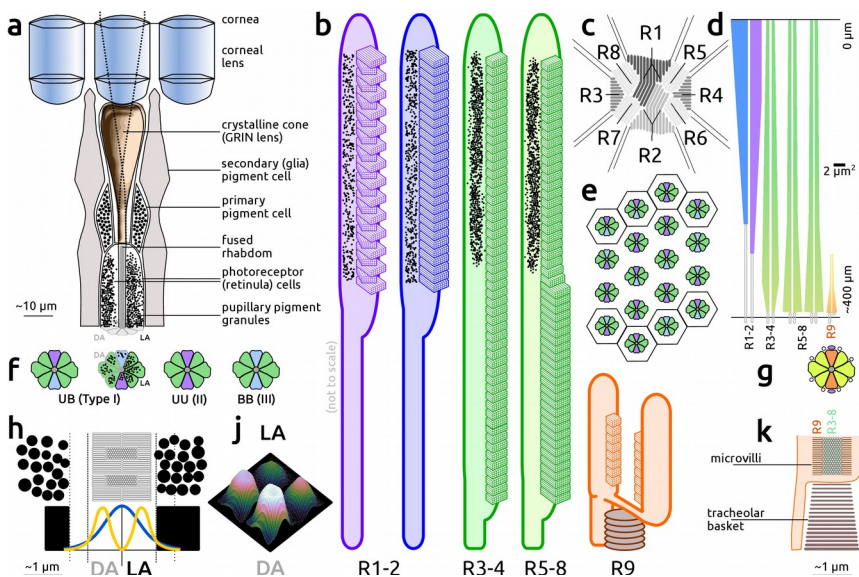 a
cornea
corneal
lens
crystalline cone
(GRIN lens)
secondary (glia)
pigment cell
primary
pigment cell
fused
rhabdom
photoreceptor
(retinula) cells
pupillary pigment
granules
~10 µm
DA
LA
b
(not to scale)
R1-2
R3-4
R5-8
R9
c
R1
R8
R5
R3
R4
R7
R6
R2
d
0 µm
2 µm²
~400 µm
R1-2
R3-4
R5-8
R9
e
f
DA
LA
UB (Type I)
UU (II)
BB (III)
g
h
DA
LA
~1 µm
j
LA
DA
k
R9
R3-8
microvilli
tracheolar
basket
~1 µm